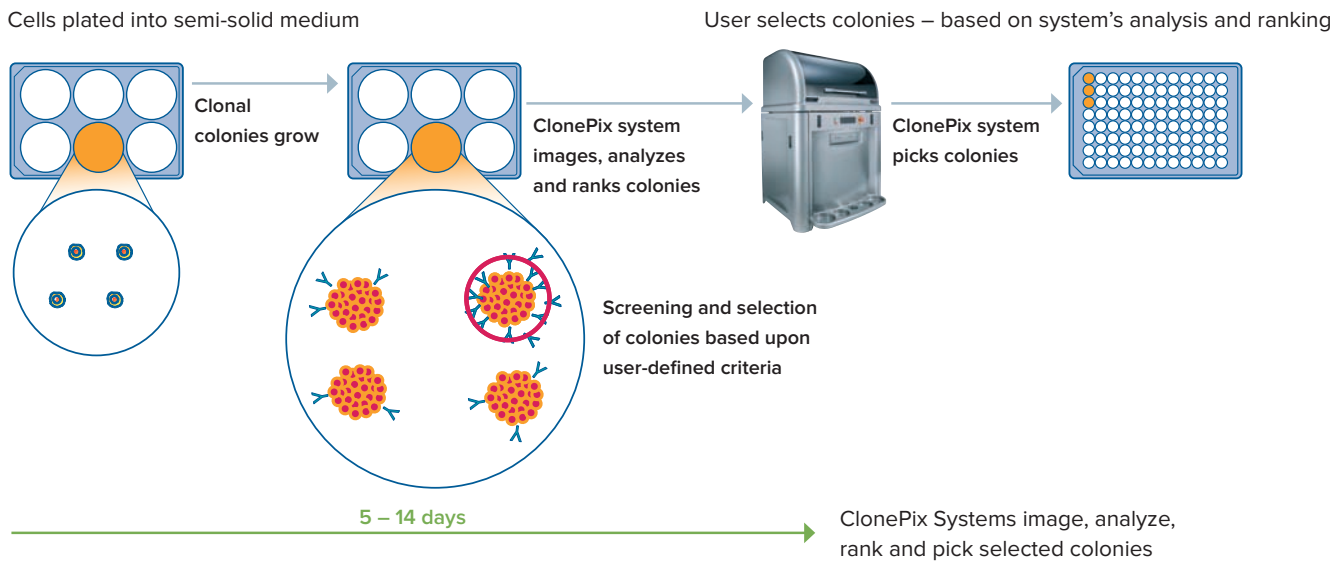 Cells plated into semi-solid medium
User selects colonies – based on system’s analysis and ranking
Clonal
colonies grow
ClonePix system
images, analyzes
and ranks colonies
ClonePix system
picks colonies
Screening and selection
of colonies based upon
user-defined criteria
5 – 14 days
ClonePix Systems image, analyze,
rank and pick selected colonies